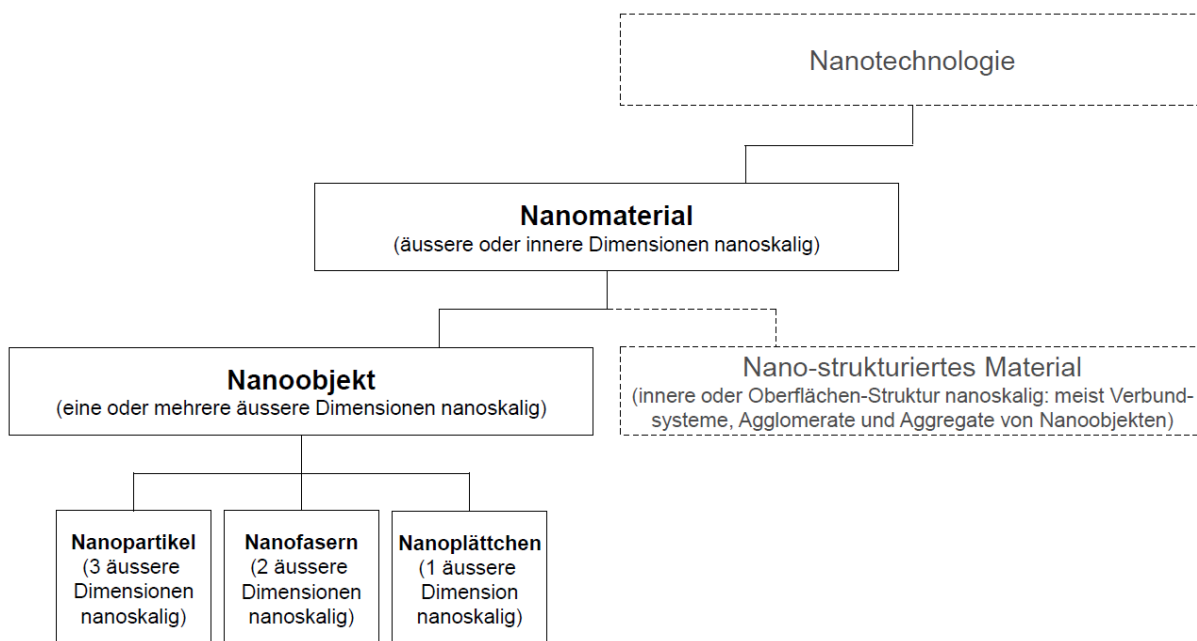 Nanotechnologie
Nanomaterial
(äussere oder innere Dimensionen nanoskalig)
Nanoobjekt
(eine oder mehrere äussere Dimensionen nanoskalig)
Nano-strukturiertes Material
(innere oder Oberflächen-Struktur nanoskalig: meist Verbund-
systeme, Agglomerate und Aggregate von Nanoobjekten)
Nanopartikel
(3 äussere
Dimensionen
nanoskalig)
Nanofasern
(2 äussere
Dimensionen
nanoskalig)
Nanoplättchen
(1 äussere
Dimension
nanoskalig)